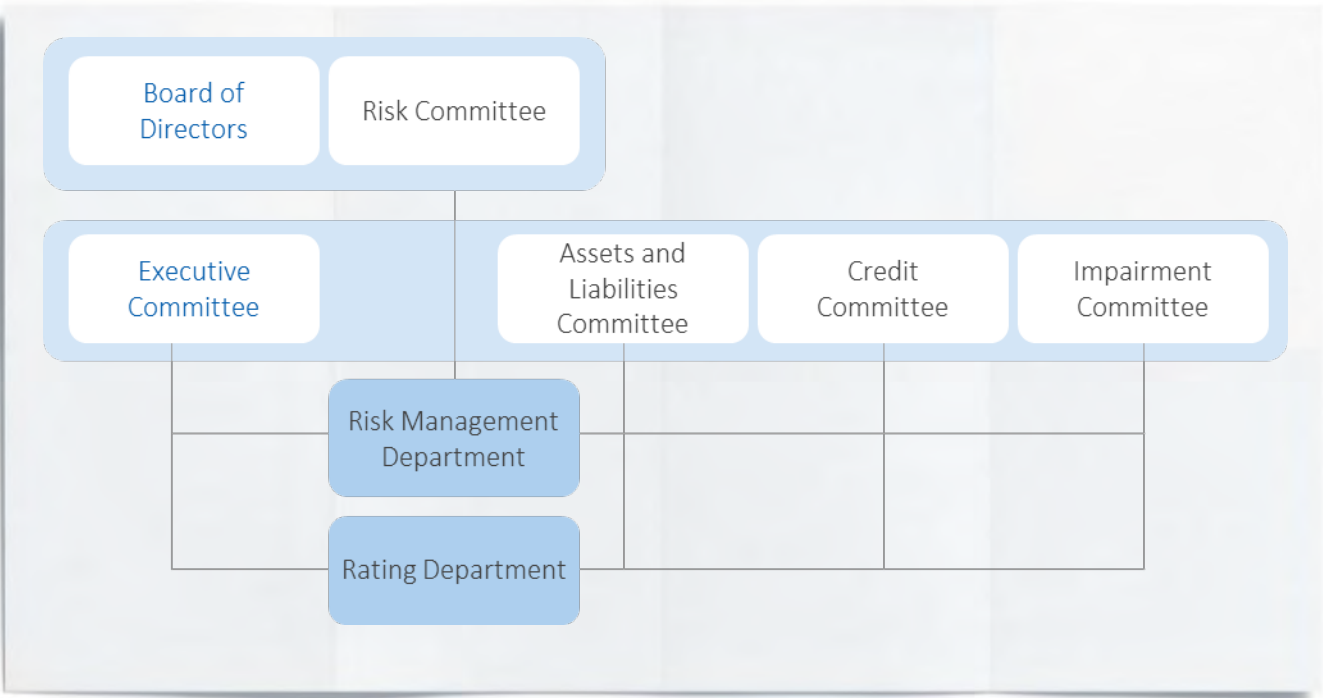 Board of
Directors
Risk Committee
Executive
Committee
Assets and
Liabilities
Committee
Credit
Committee
Impairment
Committee
Risk Management
Department
Rating Department